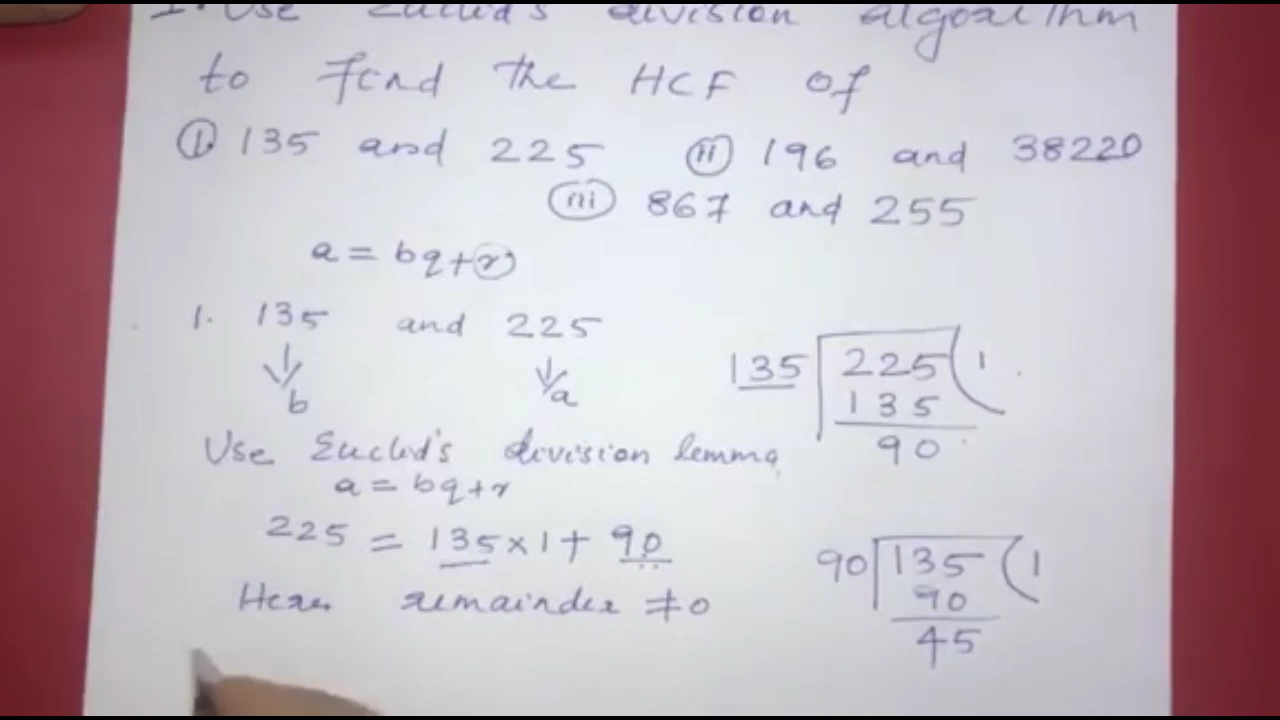 1. Use Euclid's division algorithm
to find the HCF of
(i) 135 and 225 (ii) 196 and 38220
(iii) 867 and 255
a = bq+r
1. 135 and 225
b a
Use Euclid's division lemma,
a = bq+r
225 = 135×1+ 90
Here remainder ≠0
135 225 1
135
90
90 135 1
90
45